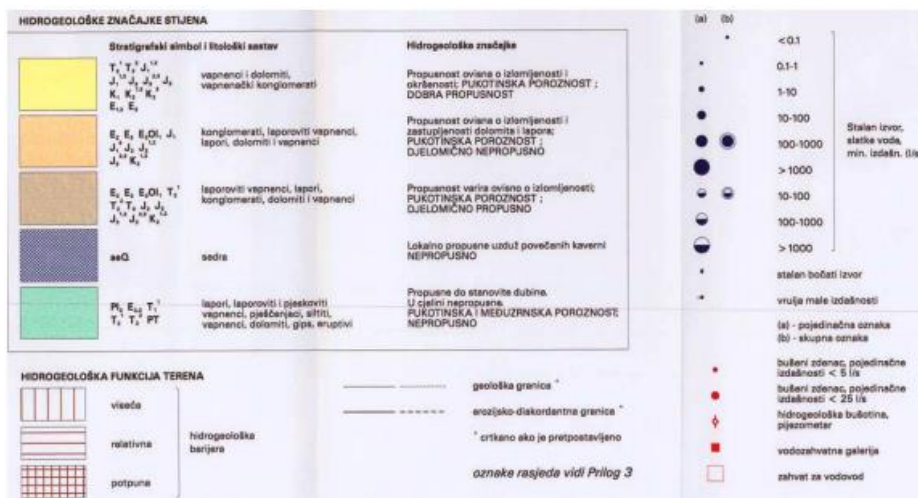 HIDROGEOLOŠKE ZNAČAJKE STIJENA
Stratigrafski simbol i litološki sastav
Hidrogeološke značajke
vapnenci i dolomiti,
vapnenački konglomerati
Propusnost ovisna o izlomljenosti i
okršenosti; PUKOTINSKA POROZNOST ;
DOBRA PROPUSNOST
konglomerati, laporoviti vapnenci,
lapori, dolomiti i vapnenci
Propusnost ovisna o izlomljenosti i
zastupljenosti dolomita i lapora;
PUKOTINSKA POROZNOST ;
DJELOMIČNO NEPROPUSNO
laporoviti vapnenci, lapori,
konglomerati, dolomiti i vapnenci
Propusnost varira ovisno o izlomljenosti;
PUKOTINSKA POROZNOST ;
DJELOMIČNO PROPUSNO
seQ
sedra
Lokalno propusne uzduž povečanih kaverni
NEPROPUSNO
lapori, laporoviti i pjeskoviti
vapnenci, pješčenjaci, siltiti,
vapnenci, dolomiti, gips, eruptivi
Propusne do stanovite dubine.
U cjelini nepropusne.
PUKOTINSKA I MEĐUZRNSKA POROZNOST;
NEPROPUSNO
HIDROGEOLOŠKA FUNKCIJA TERENA
viseća
relativna
potpuna
hidrogeološka
barijera
geološka granica *
erozijsko-diskordantna granica *
* crtkano ako je pretpostavljeno
oznake rasjeda vidi Prilog 3
(a) (b)
<0.1
0.1-1
1-10
10-100
100-1000
>1000
10-100
100-1000
>1000
Stalan izvor,
slatke voda,
min. izdašn. (l/s
stalan bočati izvor
vrulja male izdašnosti
(a) - pojedinačna oznaka
(b) - skupna oznaka
bušeni zdenac, pojedinačne
izdašnosti < 5 l/s
bušeni zdenac, pojedinačne
izdašnosti < 25 l/s
hidrogeološka bušotina,
pijezometar
vodozahvatna galerija
zahvat za vodovod